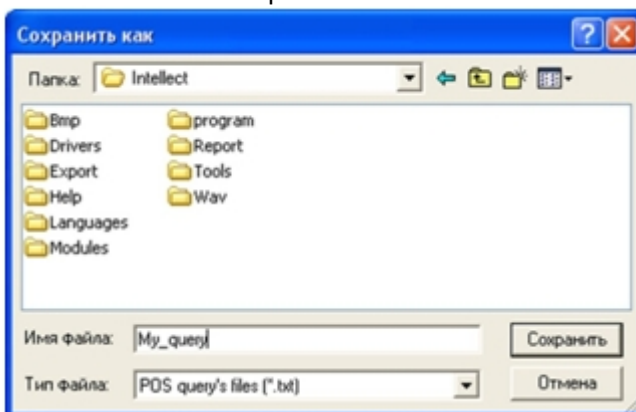 Сохранить как
Папка: Intellect
Bmp program
Drivers Report
Export Tools
Help Wav
Languages
Modules
Имя файла: My_query Сохранить
Тип файла: POS query's files (*.txt) Отмена